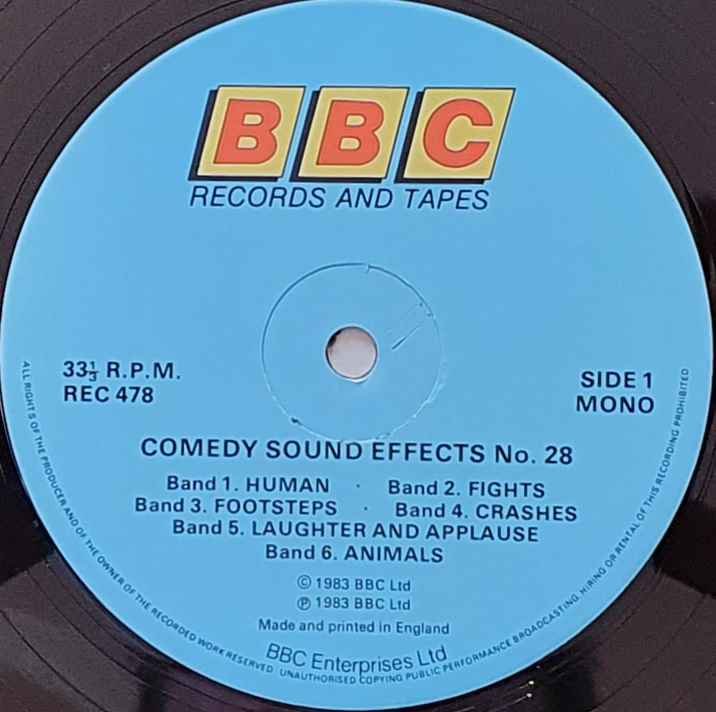 BBC
RECORDS AND TAPES
33⅓ R.P.M.
REC 478
SIDE 1
MONO
COMEDY SOUND EFFECTS No. 28
Band 1. HUMAN · Band 2. FIGHTS
Band 3. FOOTSTEPS · Band 4. CRASHES
Band 5. LAUGHTER AND APPLAUSE
Band 6. ANIMALS
© 1983 BBC Ltd
℗ 1983 BBC Ltd
Made and printed in England
BBC Enterprises Ltd
ALL RIGHTS OF THE PRODUCER AND OF THE OWNER OF THE RECORDED WORK RESERVED. UNAUTHORISED COPYING PUBLIC PERFORMANCE BROADCASTING, HIRING OR RENTAL OF THIS RECORDING PROHIBITED